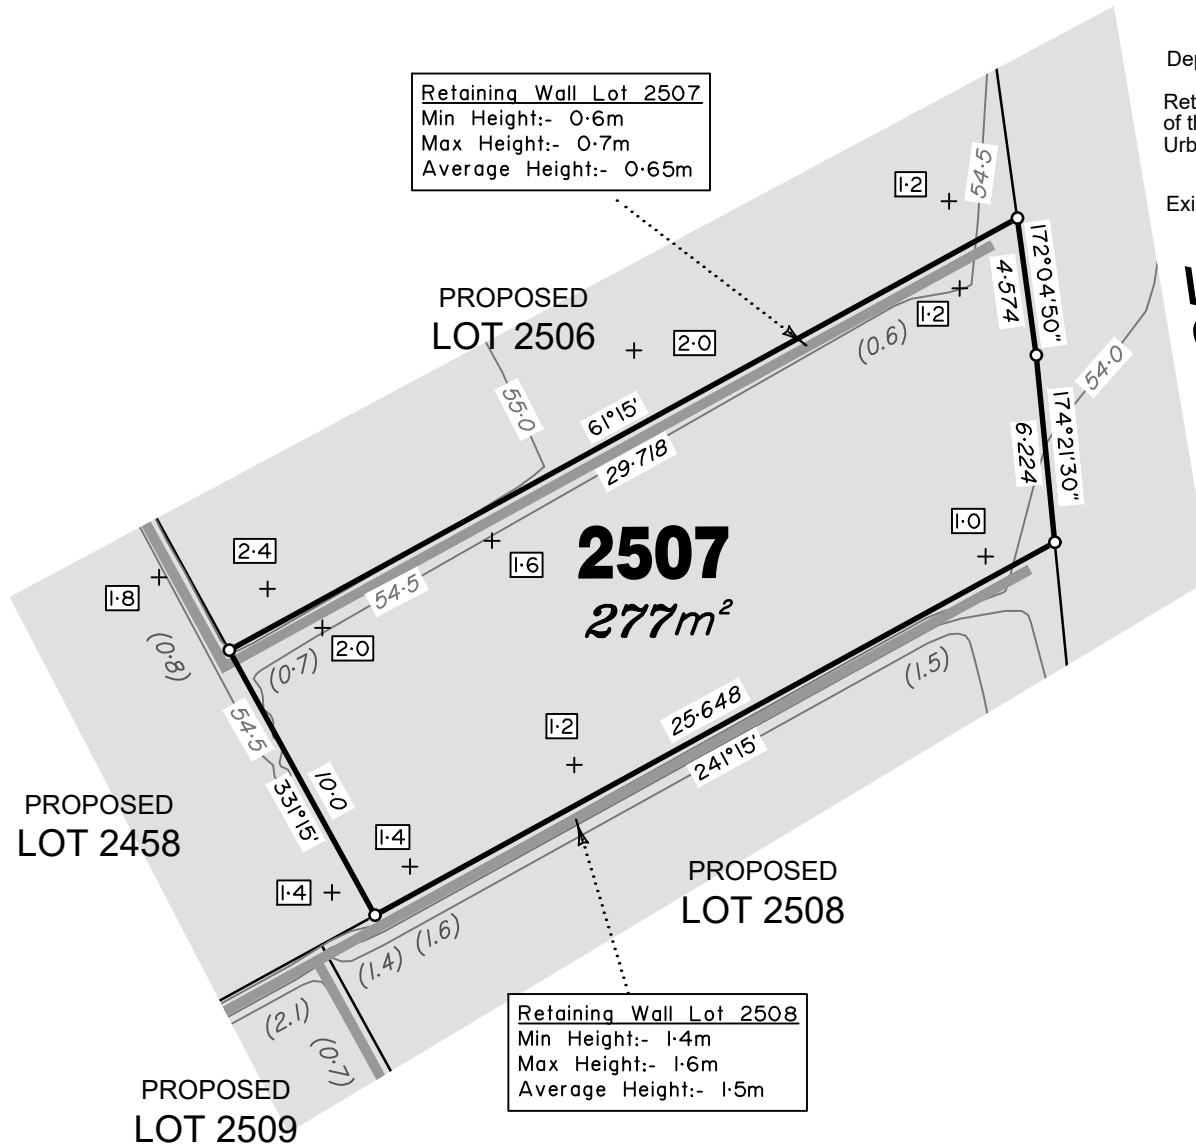 Retaining Wall Lot 2507
Min Height:- 0·6m
Max Height:- 0·7m
Average Height:- 0·65m
Dep
Ret
of th
Urb
Exi
1·2
54·5
172°04'50"
4·574
1·2
(0.6)
PROPOSED
LOT 2506
2·0
55·0
61°15'
29·718
54·0
174°21'30"
6·224
1·0
2507
277m²
2·4
1·6
54·5
1·8
2·0
(0·8)
(0·7)
54·5
331°15'
10·0
1·2
25·648
241°15'
(1.5)
PROPOSED
LOT 2458
1·4
1·4
PROPOSED
LOT 2508
(1.4)
(1.6)
(2.1)
(0·7)
Retaining Wall Lot 2508
Min Height:- 1·4m
Max Height:- 1·6m
Average Height:- 1·5m
PROPOSED
LOT 2509